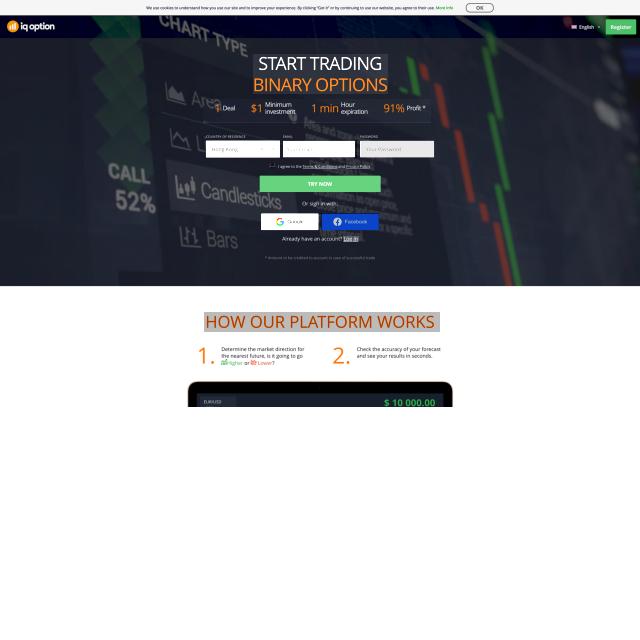 We use cookies to understand how you use our site and to improve your experience. By clicking "Got it" or by continuing to use our website, you agree to their use. More info
OK
iq option
English
Register
CHART TYPE
START TRADING
BINARY OPTIONS
Area
1 Deal
$1 Minimum investment
1 min Hour expiration
91% Profit *
COUNTRY OF RESIDENCE
EMAIL
PASSWORD
Hong Kong
Your Password
I agree to the Terms & Conditions and Privacy Policy
CALL
52%
Candlesticks
TRY NOW
Or sign in with:
Google
Facebook
Bars
Already have an account? Log In
* Amount to be credited to account in case of successful trade
HOW OUR PLATFORM WORKS
1. Determine the market direction for
the nearest future, is it going to go
Higher or Lower?
2. Check the accuracy of your forecast
and see your results in seconds.
EUR/USD
$ 10 000.00